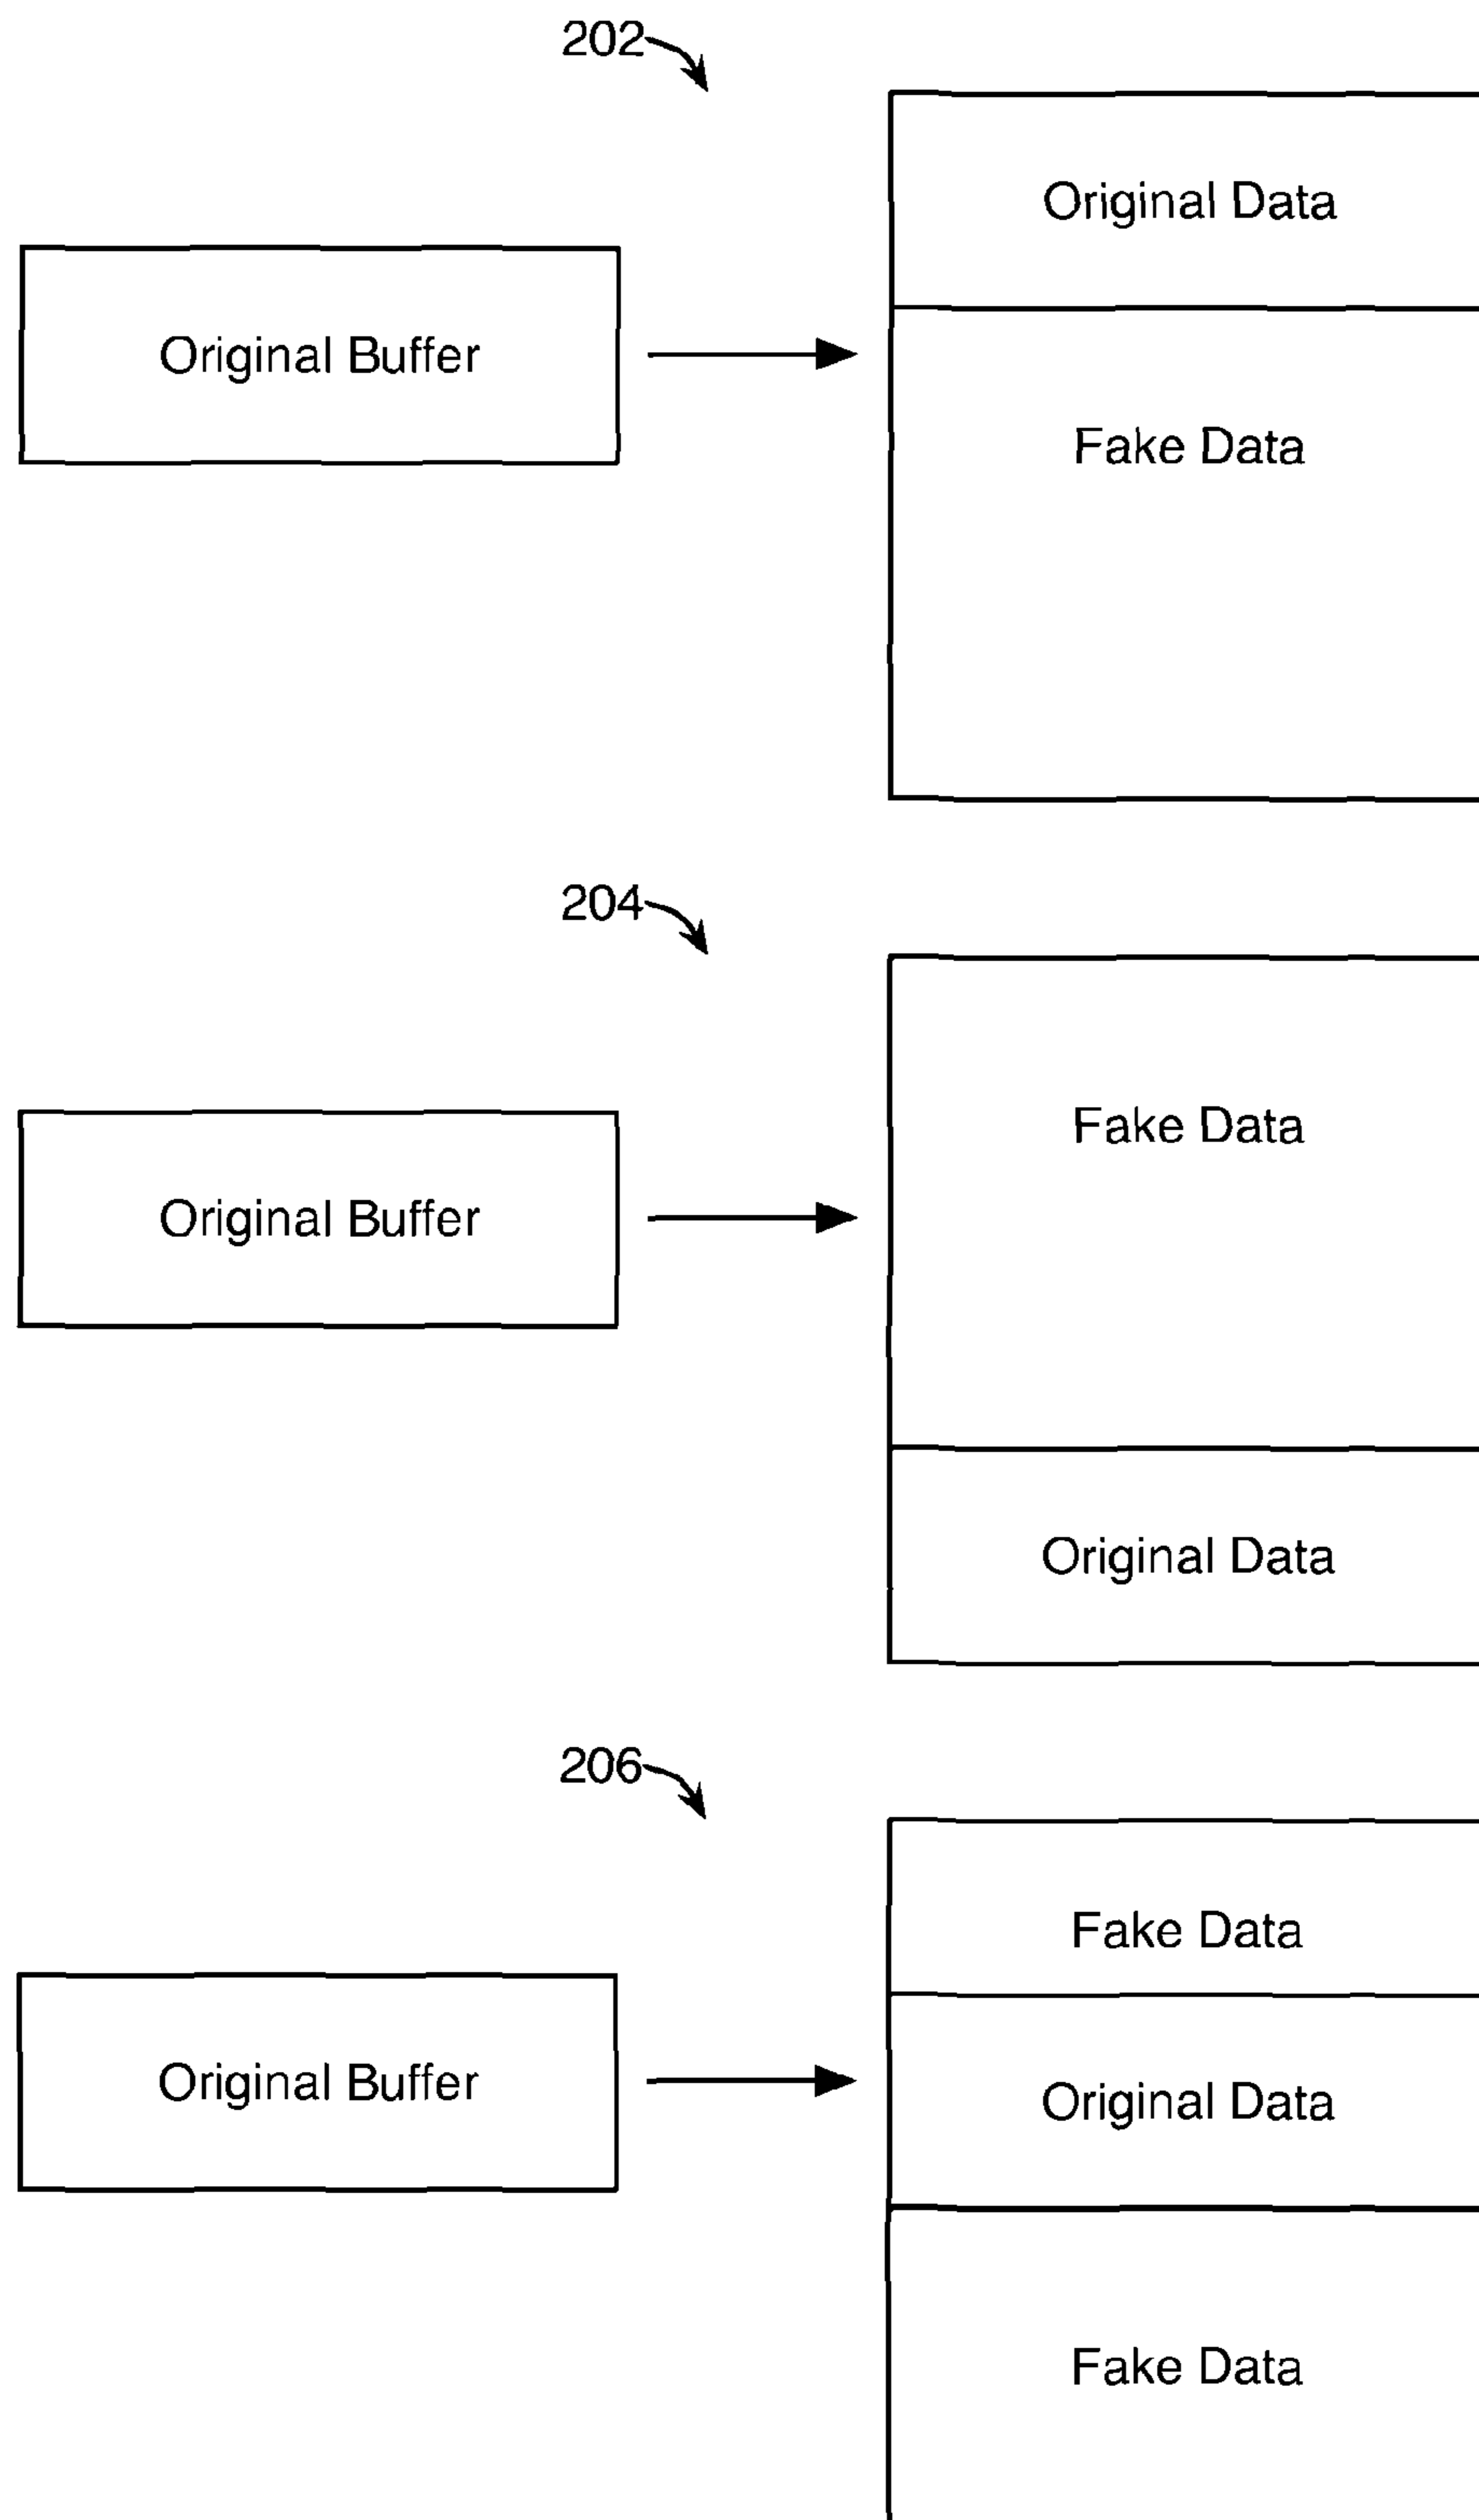 202
Original Data
Original Buffer
Fake Data
204
Fake Data
Original Buffer
Original Data
206
Fake Data
Original Buffer
Original Data
Fake Data